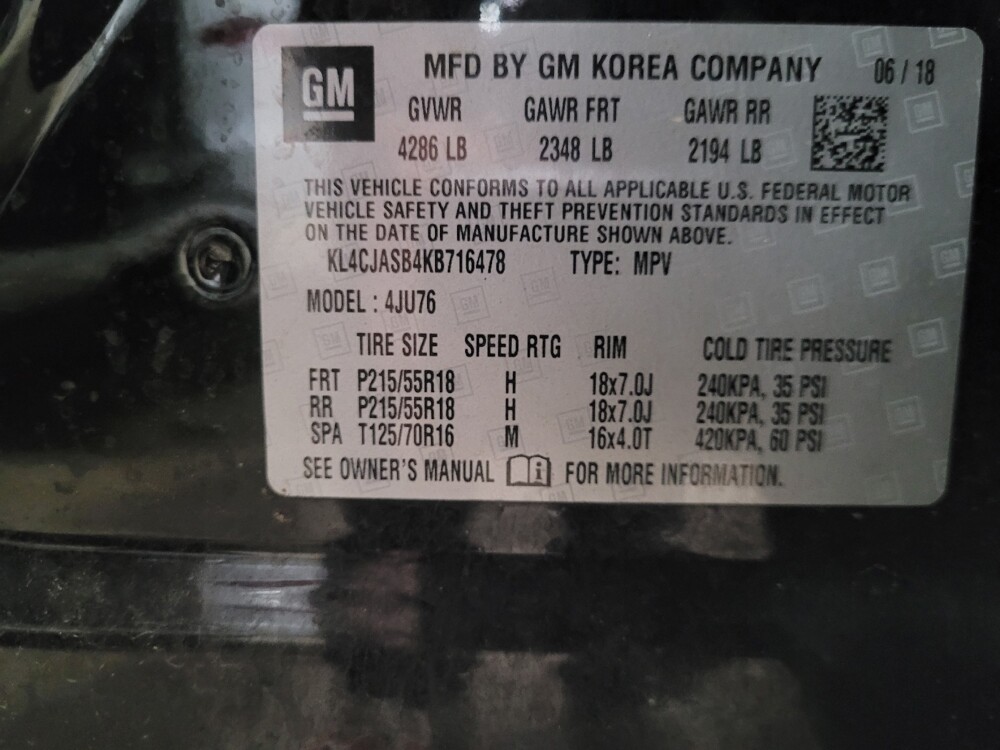 GM
MFD BY GM KOREA COMPANY 06 / 18
GVWR GAWR FRT GAWR RR
4286 LB 2348 LB 2194 LB
THIS VEHICLE CONFORMS TO ALL APPLICABLE U.S. FEDERAL MOTOR
VEHICLE SAFETY AND THEFT PREVENTION STANDARDS IN EFFECT
ON THE DATE OF MANUFACTURE SHOWN ABOVE.
KL4CJASB4KB716478 TYPE: MPV
MODEL : 4JU76
TIRE SIZE SPEED RTG RIM COLD TIRE PRESSURE
FRT P215/55R18 H 18x7.0J 240KPA, 35 PSI
RR P215/55R18 H 18x7.0J 240KPA, 35 PSI
SPA T125/70R16 M 16x4.0T 420KPA, 60 PSI
SEE OWNER'S MANUAL i FOR MORE INFORMATION.